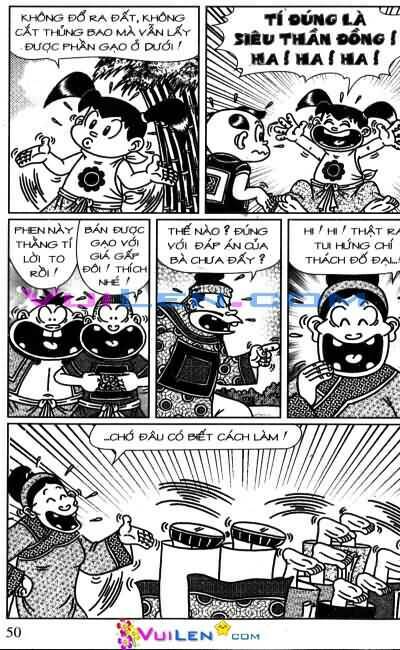 KHÔNG ĐỔ RA ĐẤT, KHÔNG
CẮT THỦNG BAO MÀ VẪN LẤY
ĐƯỢC PHẦN GẠO Ở DƯỚI!
TÍ ĐÚNG LÀ
SIÊU THẦN ĐỒNG!
HA! HA! HA!
PHEN NÀY
THẰNG TÍ
LỜI TO
RỒI!
BÁN ĐƯỢC
GẠO VỚI
GIÁ GẤP
ĐÔI! THÍCH
NHÉ!
THẾ NÀO? ĐÚNG
VỚI ĐÁP ÁN CỦA
BÀ CHƯA ĐẤY?
HI! HI! THẬT RA
TUI HỨNG CHÍ
THÁCH ĐỐ ĐẠI...
VUILEN.COM
...CHỚ ĐÂU CÓ BIẾT CÁCH LÀM!
50
VUILEN.COM